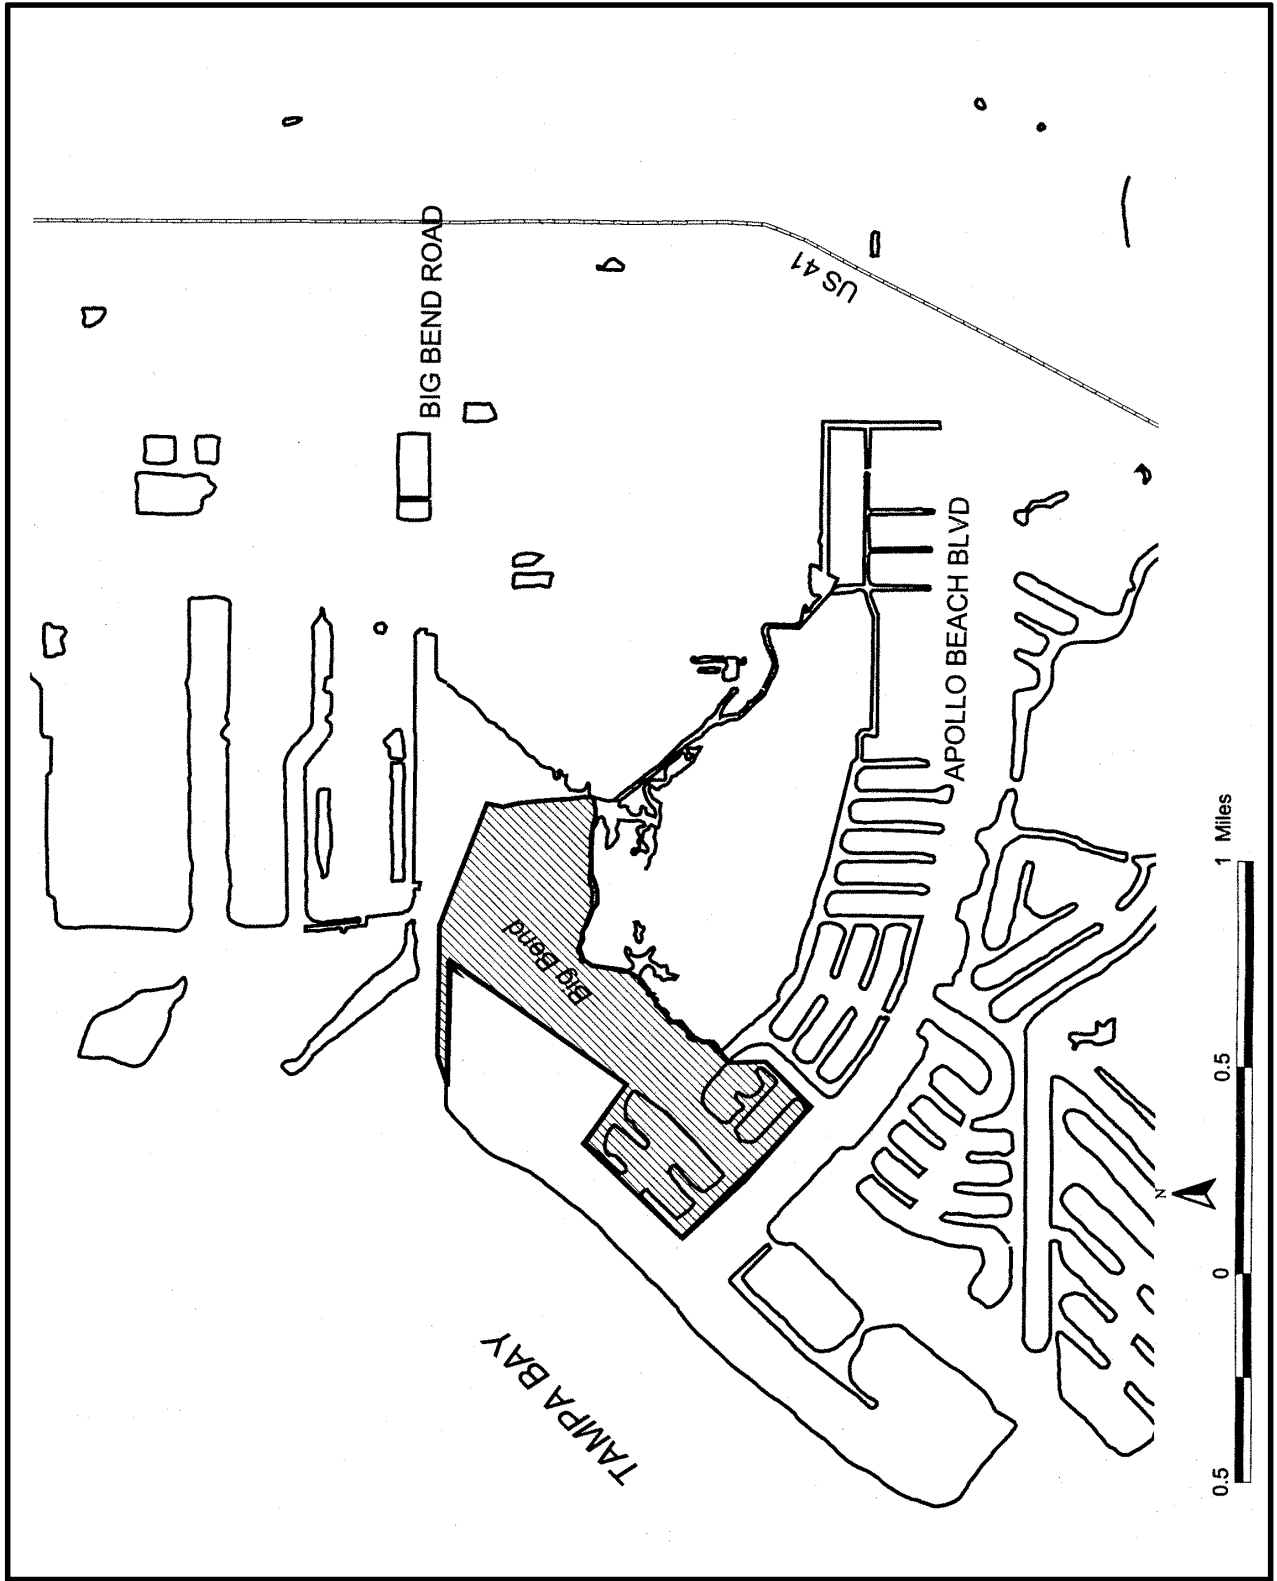 BIG BEND ROAD
US 41
Big Bend
APOLLO BEACH BLVD
TAMPA BAY
N
0.5 0 0.5 1 Miles